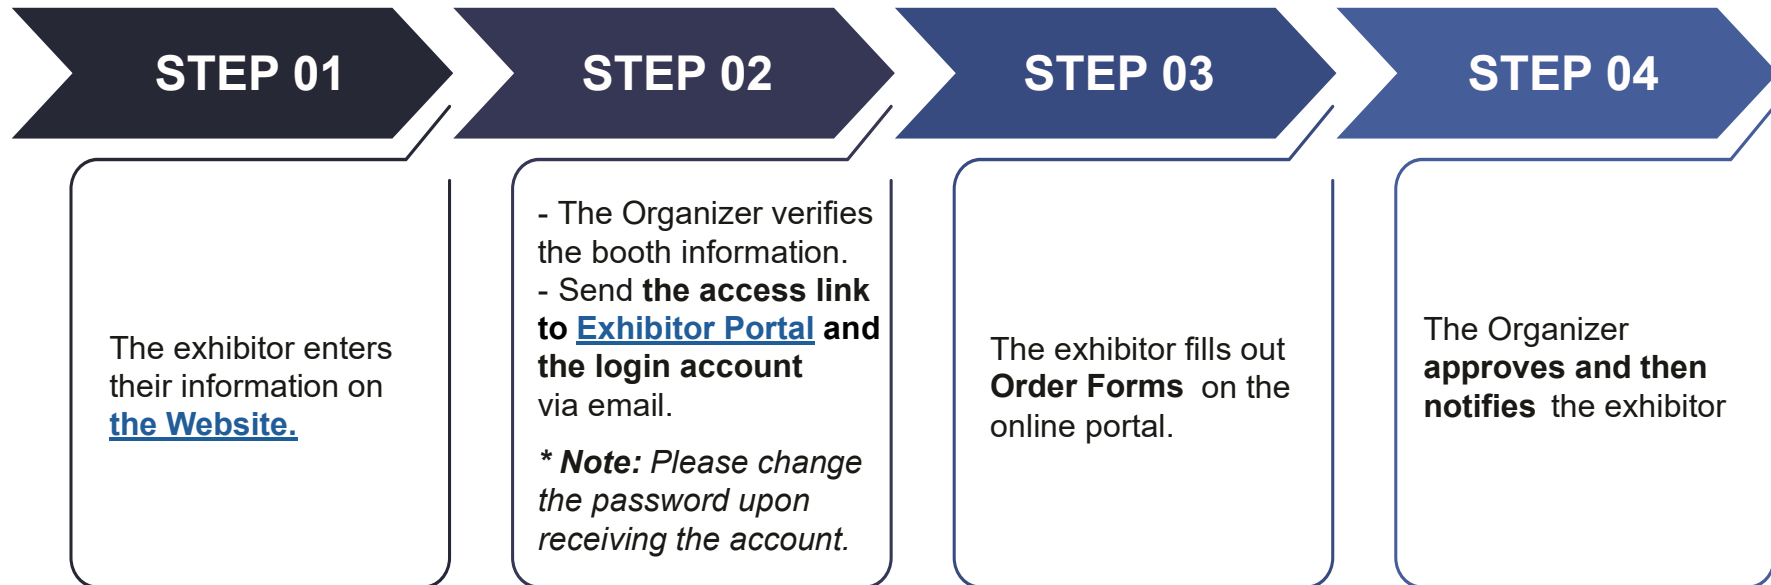 STEP 01
The exhibitor enters
their information on
the Website.
STEP 02
- The Organizer verifies
the booth information.
- Send the access link
to Exhibitor Portal and
the login account
via email.
* Note: Please change
the password upon
receiving the account.
STEP 03
The exhibitor fills out
Order Forms on the
online portal.
STEP 04
The Organizer
approves and then
notifies the exhibitor